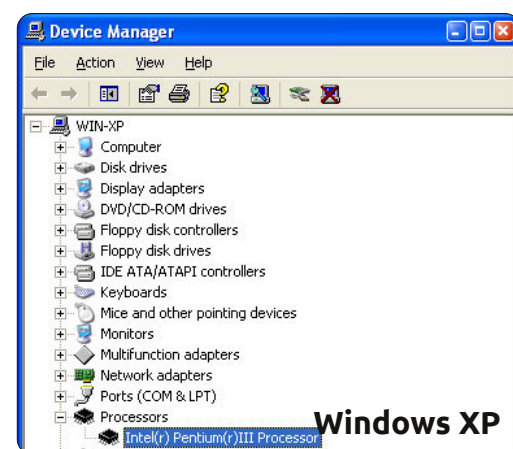 Device Manager
File Action View Help
WIN-XP
Computer
Disk drives
Display adapters
DVD/CD-ROM drives
Floppy disk controllers
Floppy disk drives
IDE ATA/ATAPI controllers
Keyboards
Mice and other pointing devices
Monitors
Multifunction adapters
Network adapters
Ports (COM & LPT)
Processors
Intel(r) Pentium(r)III Processor
Windows XP